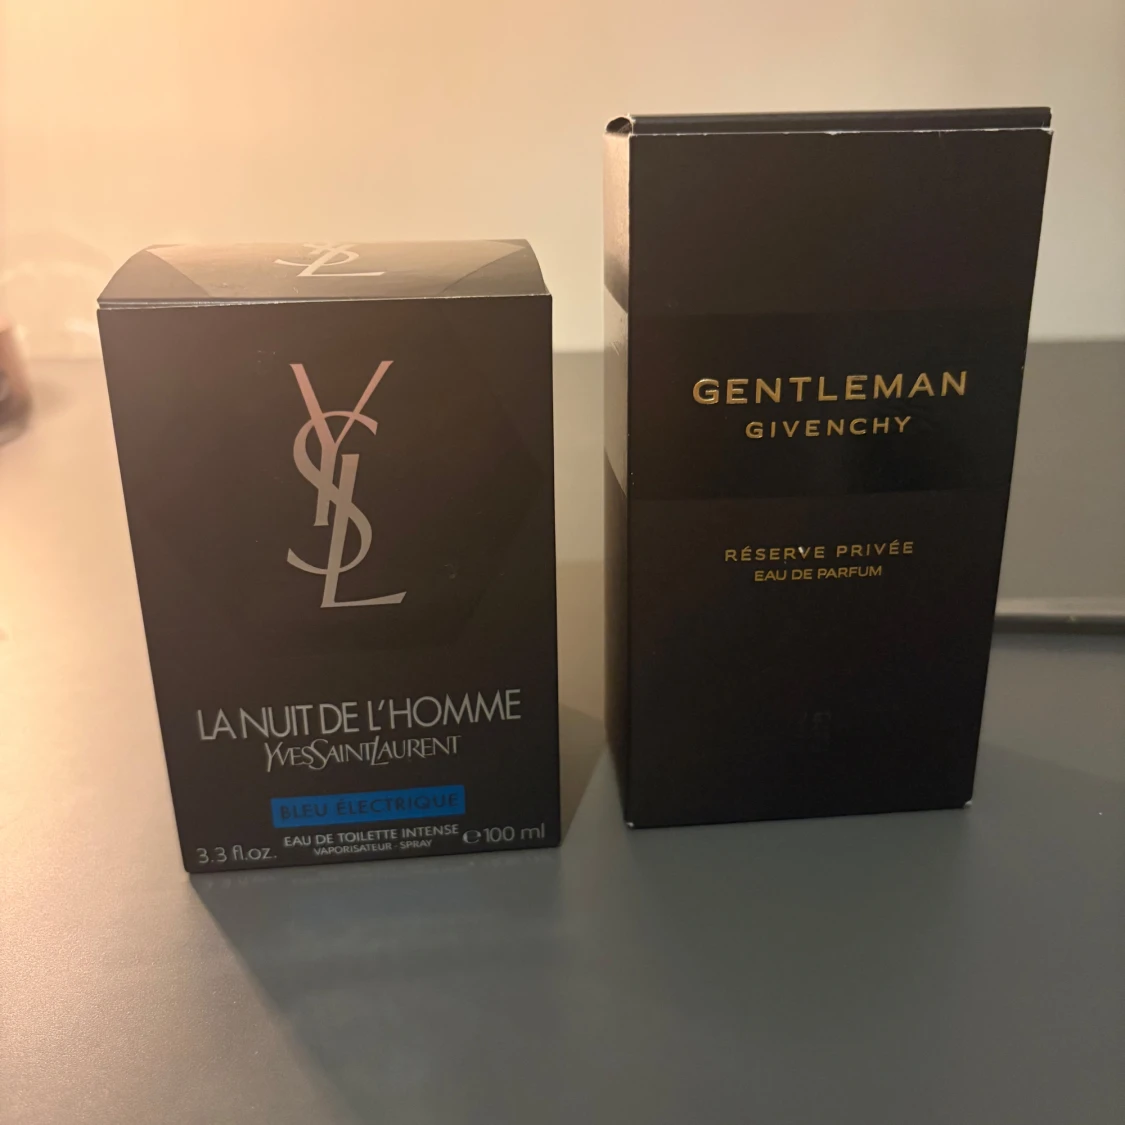 YSL
YSL
LA NUIT DE L'HOMME
YVESSAINTLAURENT
BLEU ÉLECTRIQUE
EAU DE TOILETTE INTENSE
VAPORISATEUR - SPRAY
3.3 fl.oz.
e 100 ml
GENTLEMAN
GIVENCHY
RÉSERVE PRIVÉE
EAU DE PARFUM